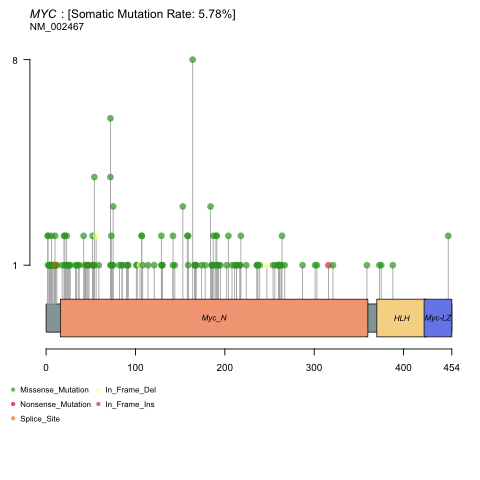 MYC : [Somatic Mutation Rate: 5.78%]
NM_002467
8
1
Myc_N
HLH
Myc-LZ
0 100 200 300 400 454
Missense_Mutation In_Frame_Del
Nonsense_Mutation In_Frame_Ins
Splice_Site